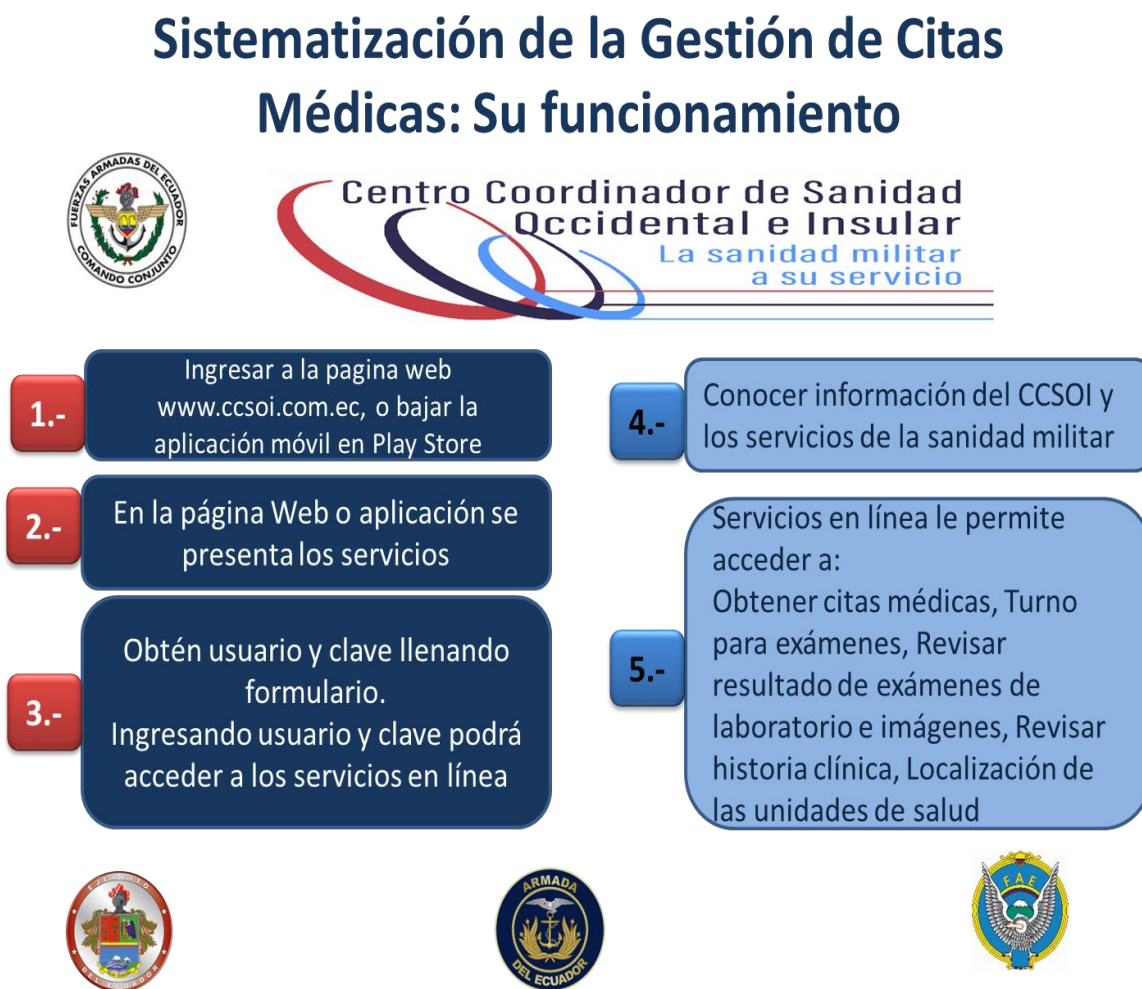 Sistematización de la Gestión de Citas
Médicas: Su funcionamiento
FUERZAS ARMADAS DEL ECUADOR
COMANDO CONJUNTO
Centro Coordinador de Sanidad
Occidental e Insular
La sanidad militar
a su servicio
1.-
Ingresar a la pagina web
www.ccsoi.com.ec, o bajar la
aplicación móvil en Play Store
2.-
En la página Web o aplicación se
presenta los servicios
3.-
Obtén usuario y clave llenando
formulario.
Ingresando usuario y clave podrá
acceder a los servicios en línea
4.-
Conocer información del CCSOI y
los servicios de la sanidad militar
5.-
Servicios en línea le permite
acceder a:
Obtener citas médicas, Turno
para exámenes, Revisar
resultado de exámenes de
laboratorio e imágenes, Revisar
historia clínica, Localización de
las unidades de salud
EJERCITO
DEL ECUADOR
ARMADA
DEL ECUADOR
FAE